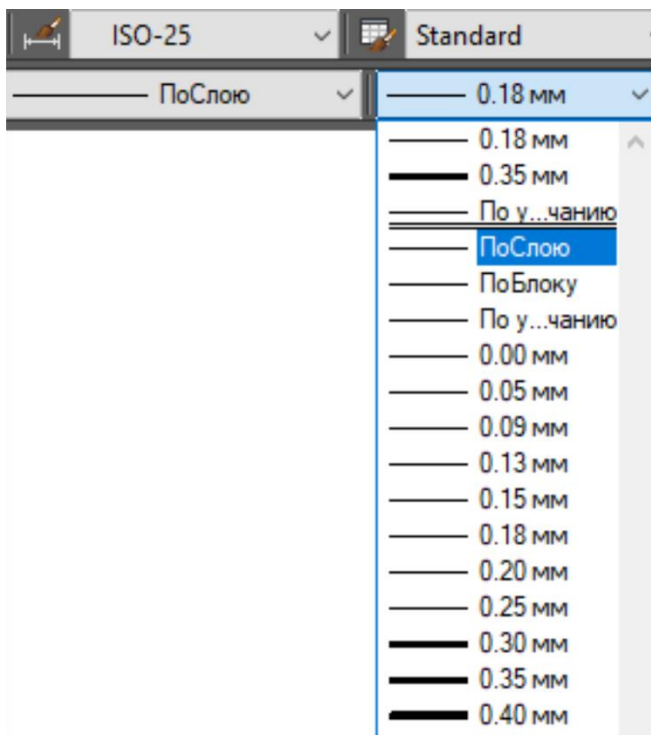 ISO-25 Standard
ПоСлою 0.18 мм
0.18 мм
0.35 мм
По у...чанию
ПоСлою
ПоБлоку
По у...чанию
0.00 мм
0.05 мм
0.09 мм
0.13 мм
0.15 мм
0.18 мм
0.20 мм
0.25 мм
0.30 мм
0.35 мм
0.40 мм